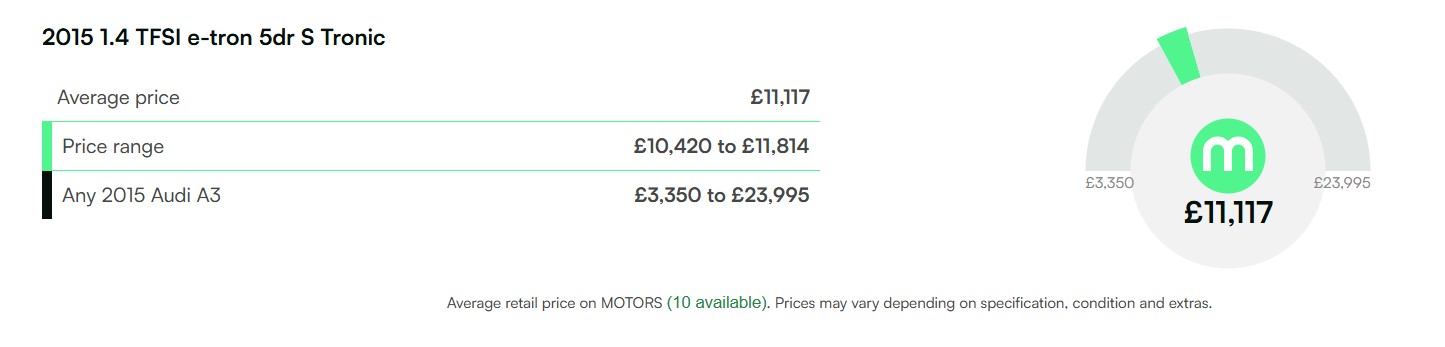 2015 1.4 TFSI e-tron 5dr S Tronic
Average price £11,117
Price range £10,420 to £11,814
Any 2015 Audi A3 £3,350 to £23,995
m
£3,350 £23,995
£11,117
Average retail price on MOTORS (10 available). Prices may vary depending on specification, condition and extras.